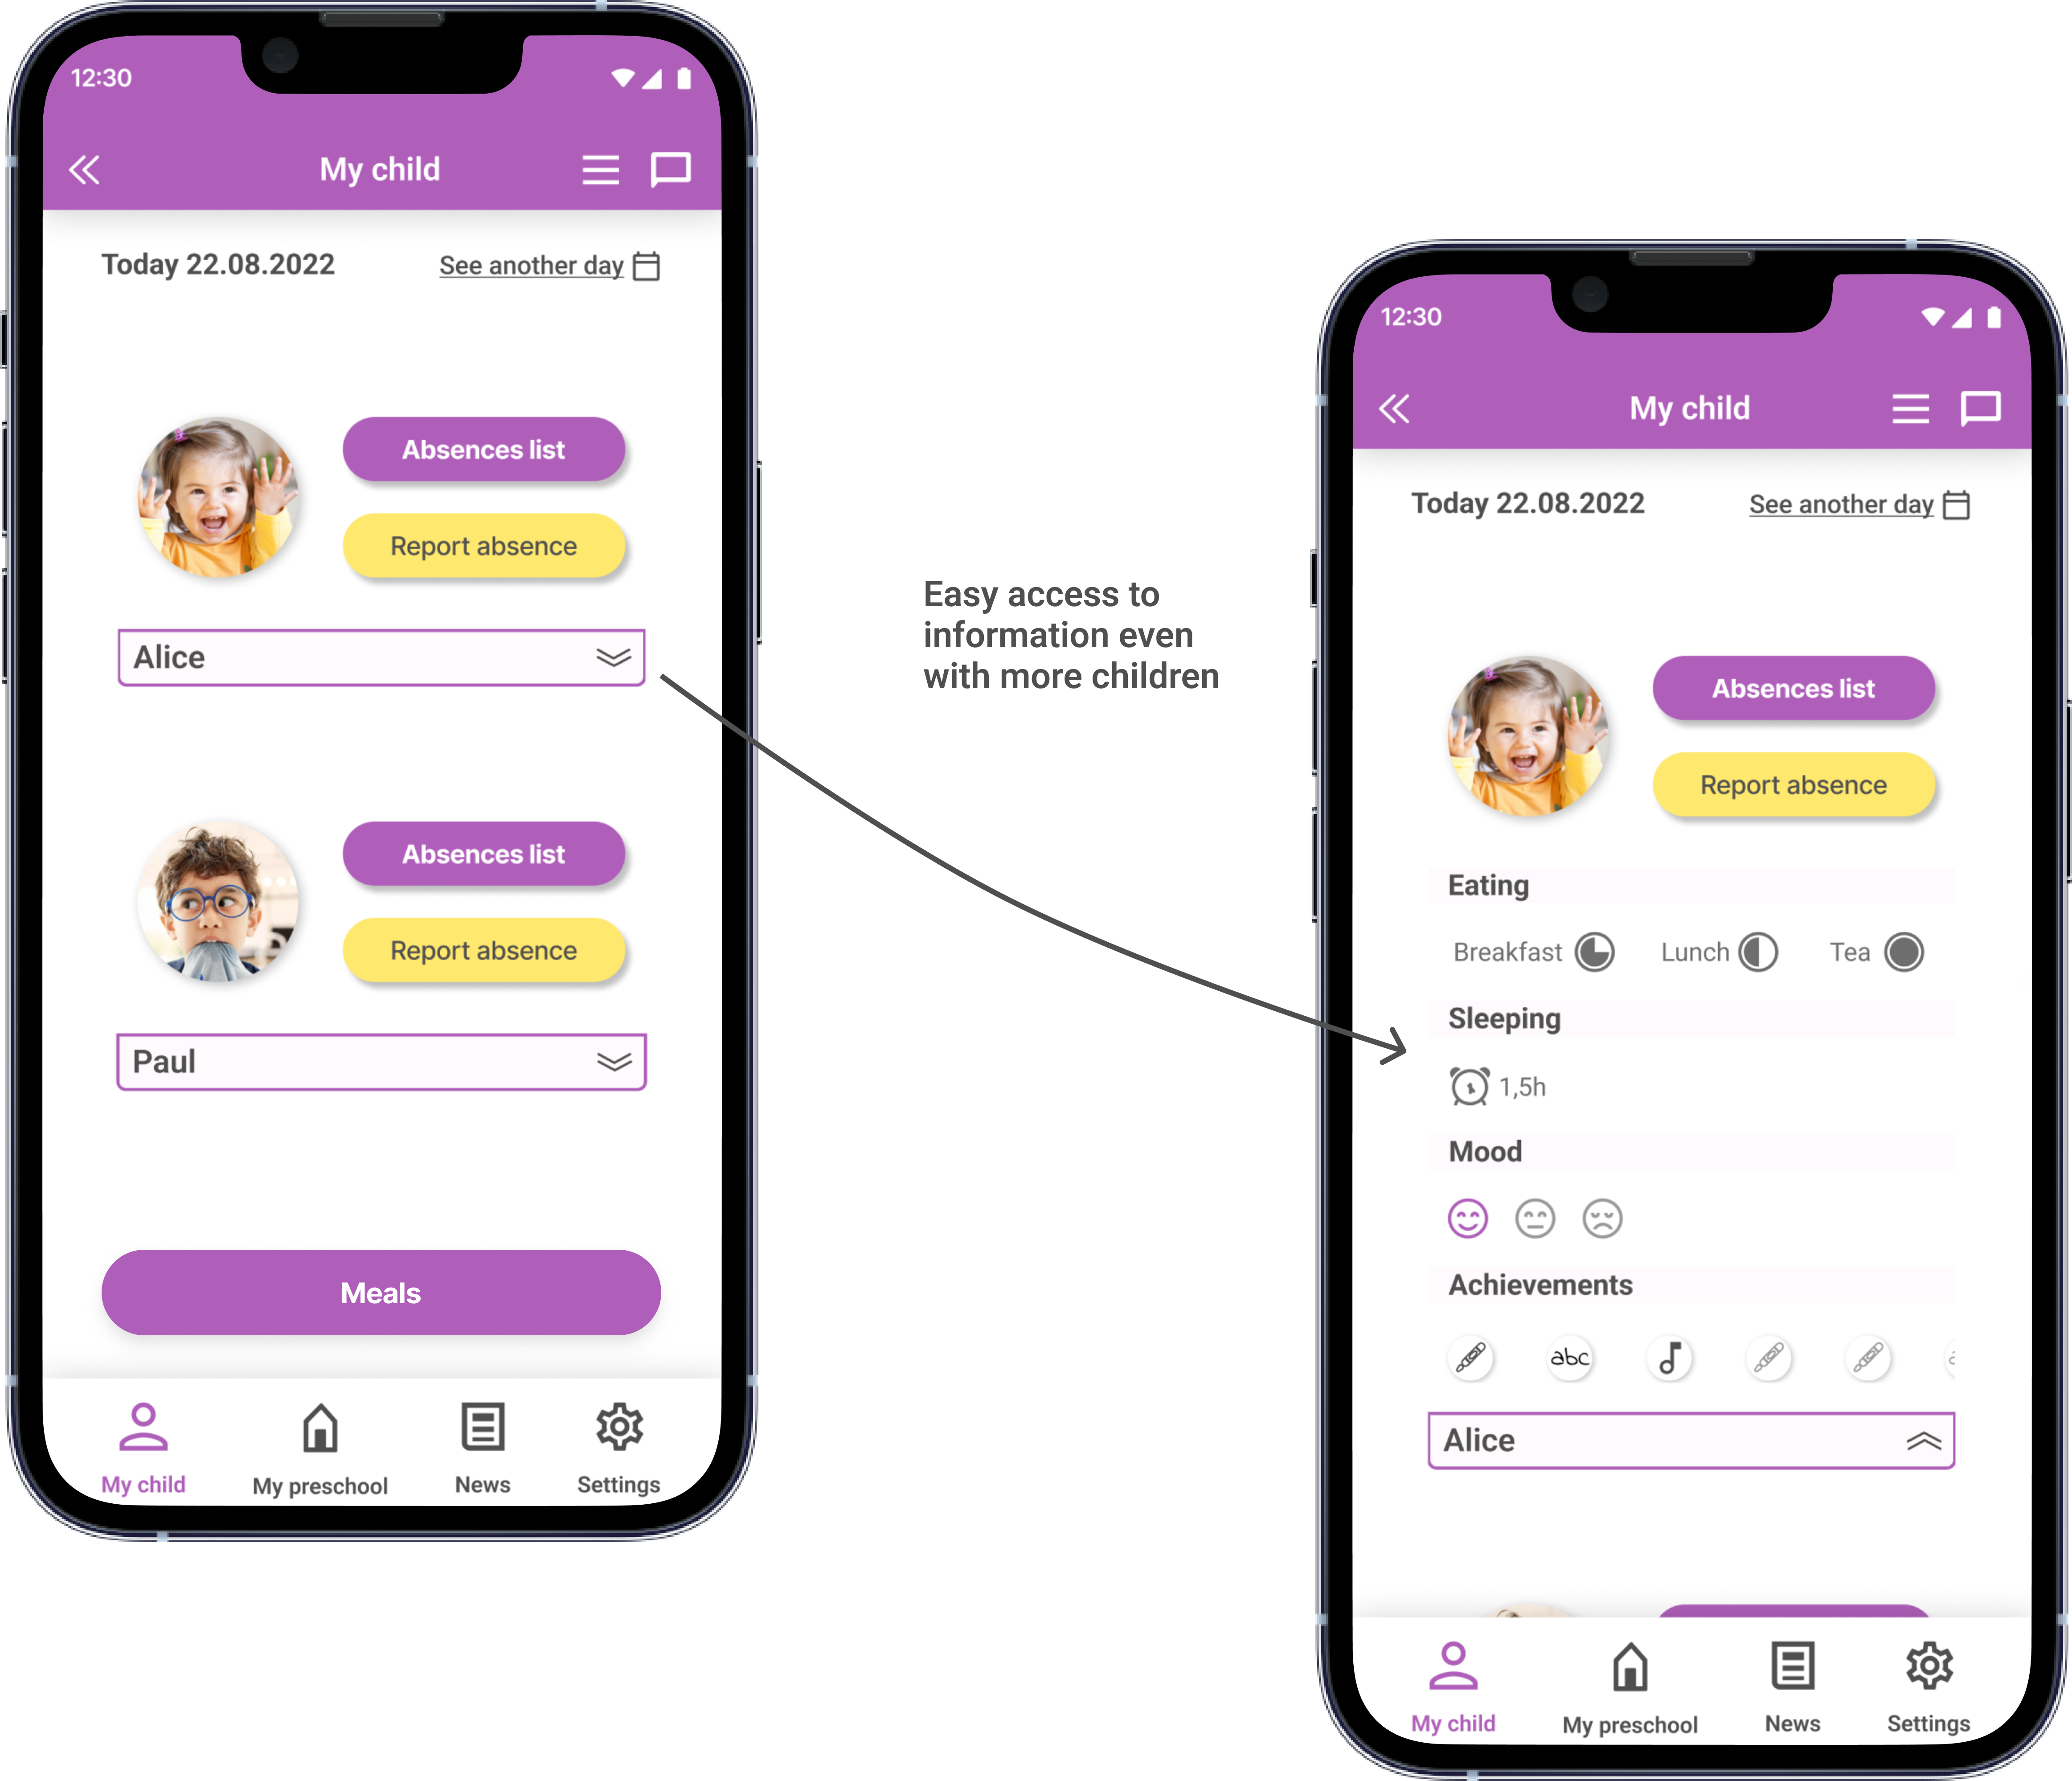 12:30
My child
Today 22.08.2022
See another day
Absences list
Report absence
Alice
Absences list
Report absence
Paul
Meals
My child
My preschool
News
Settings
Easy access to
information even
with more children
12:30
My child
Today 22.08.2022
See another day
Absences list
Report absence
Eating
Breakfast
Lunch
Tea
Sleeping
1,5h
Mood
Achievements
abc
Alice
My child
My preschool
News
Settings